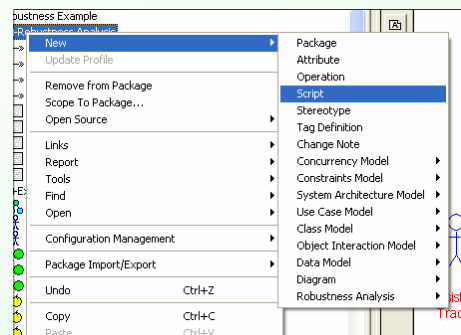 bustness Example
-Robustness Analysis
New
Update Profile
Remove from Package
Scope To Package...
Open Source
Links
Report
Tools
Find
Open
Configuration Management
Package Import/Export
Undo Ctrl+Z
Copy Ctrl+C
Paste Ctrl+V
Package
Attribute
Operation
Script
Stereotype
Tag Definition
Change Note
Concurrency Model
Constraints Model
System Architecture Model
Use Case Model
Class Model
Object Interaction Model
Data Model
Diagram
Robustness Analysis
A
Trac